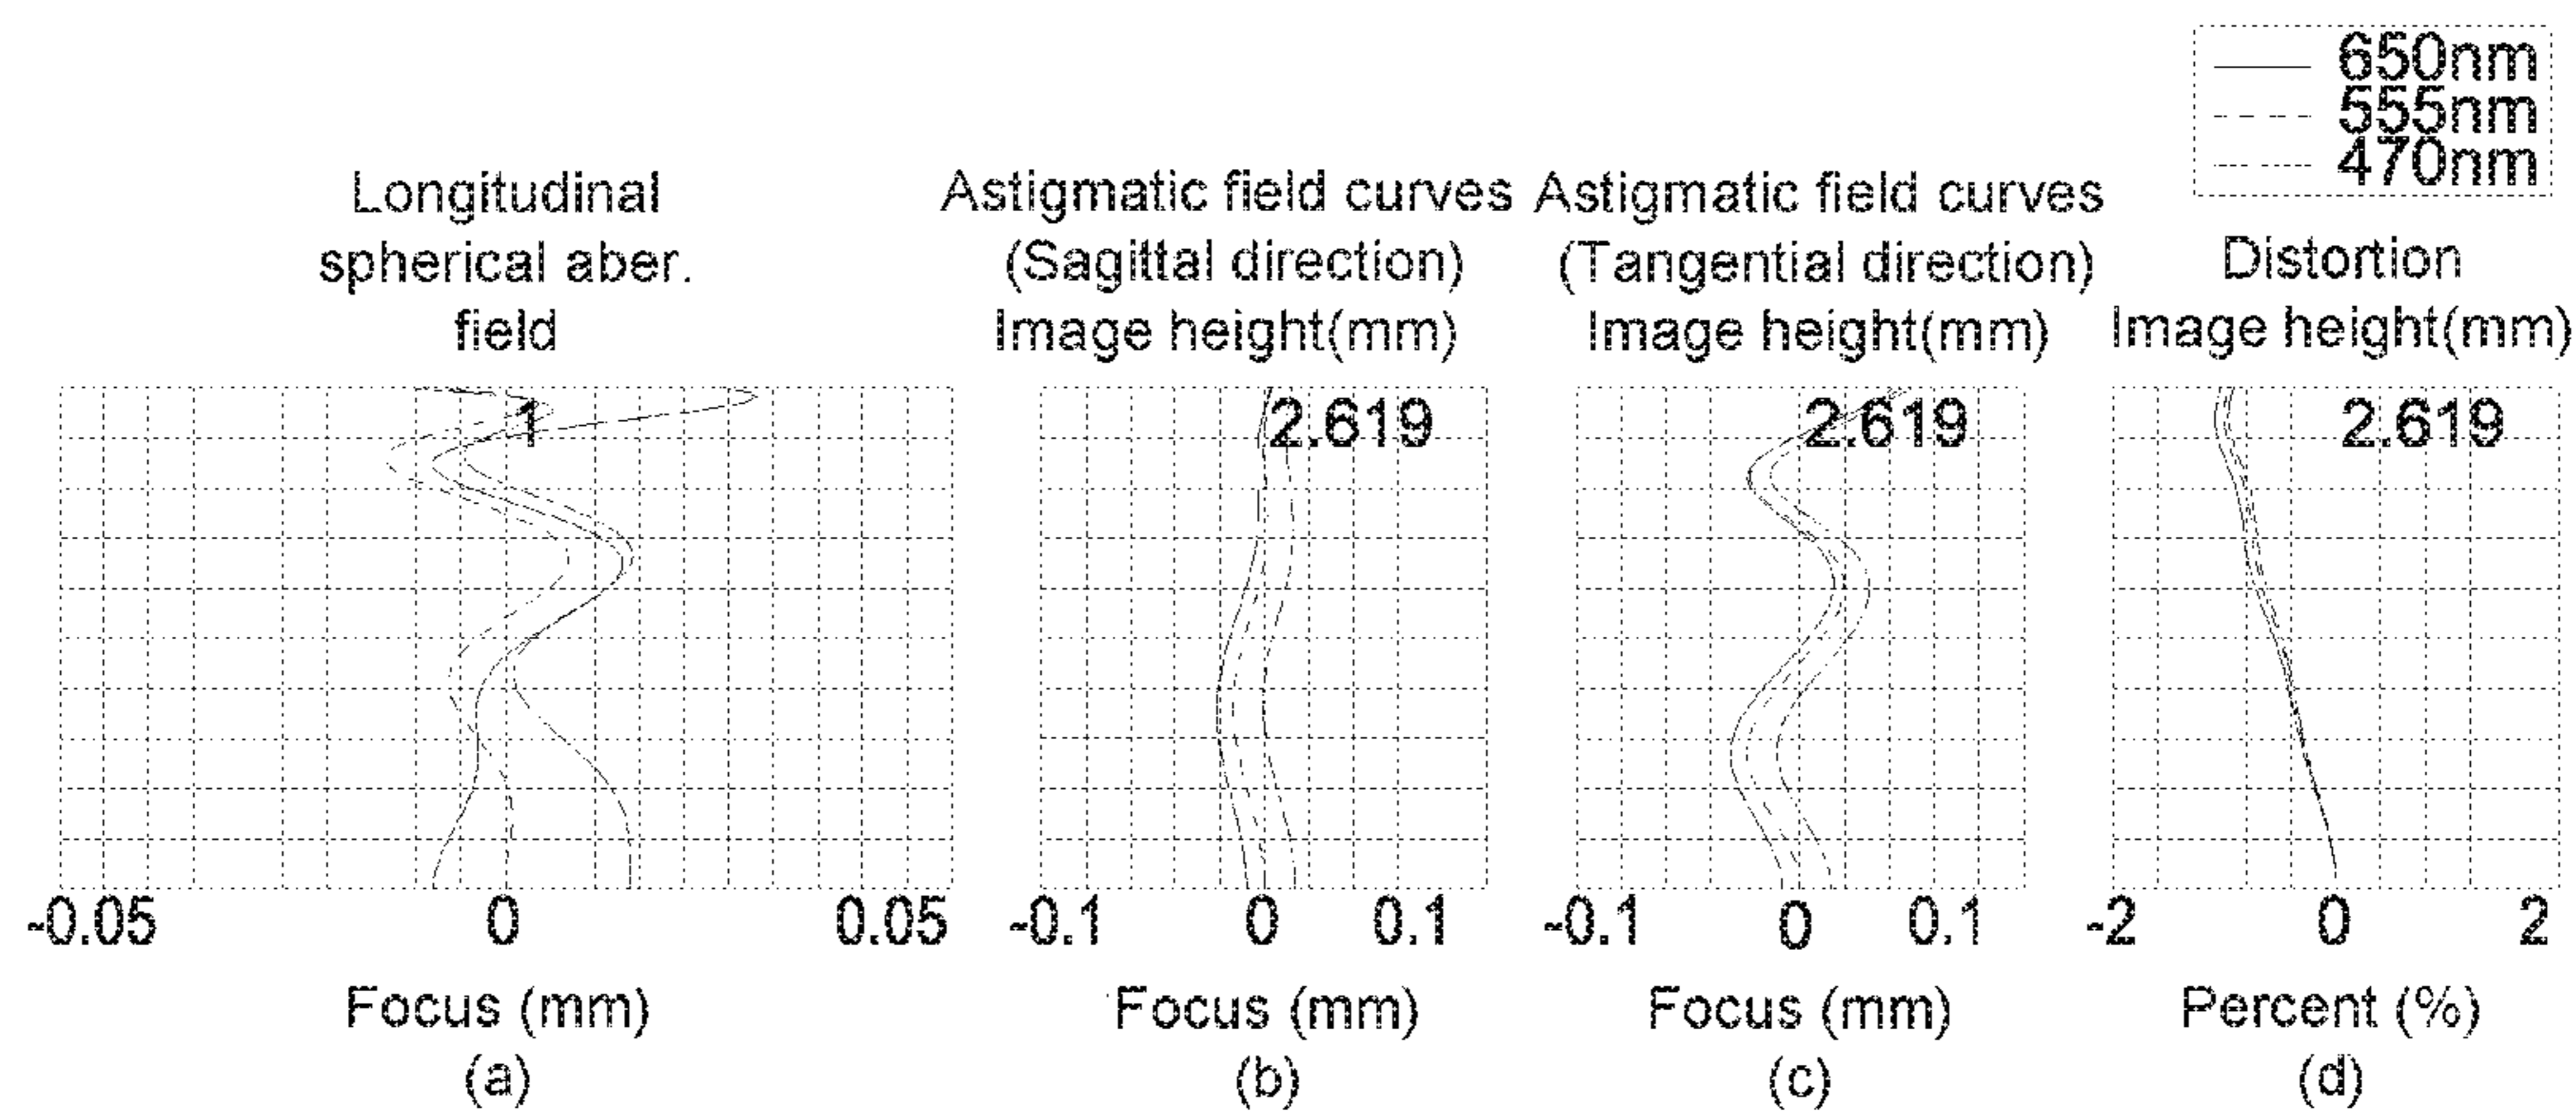 650nm
555nm
470nm
Longitudinal
spherical aber.
field
Astigmatic field curves
(Sagittal direction)
Image height(mm)
Astigmatic field curves
(Tangential direction)
Image height(mm)
Distortion
Image height(mm)
1
2.619
2.619
2.619
-0.05 0 0.05
-0.1 0 0.1
-0.1 0 0.1
-2 0 2
Focus (mm)
Focus (mm)
Focus (mm)
Percent (%)
(a)
(b)
(c)
(d)